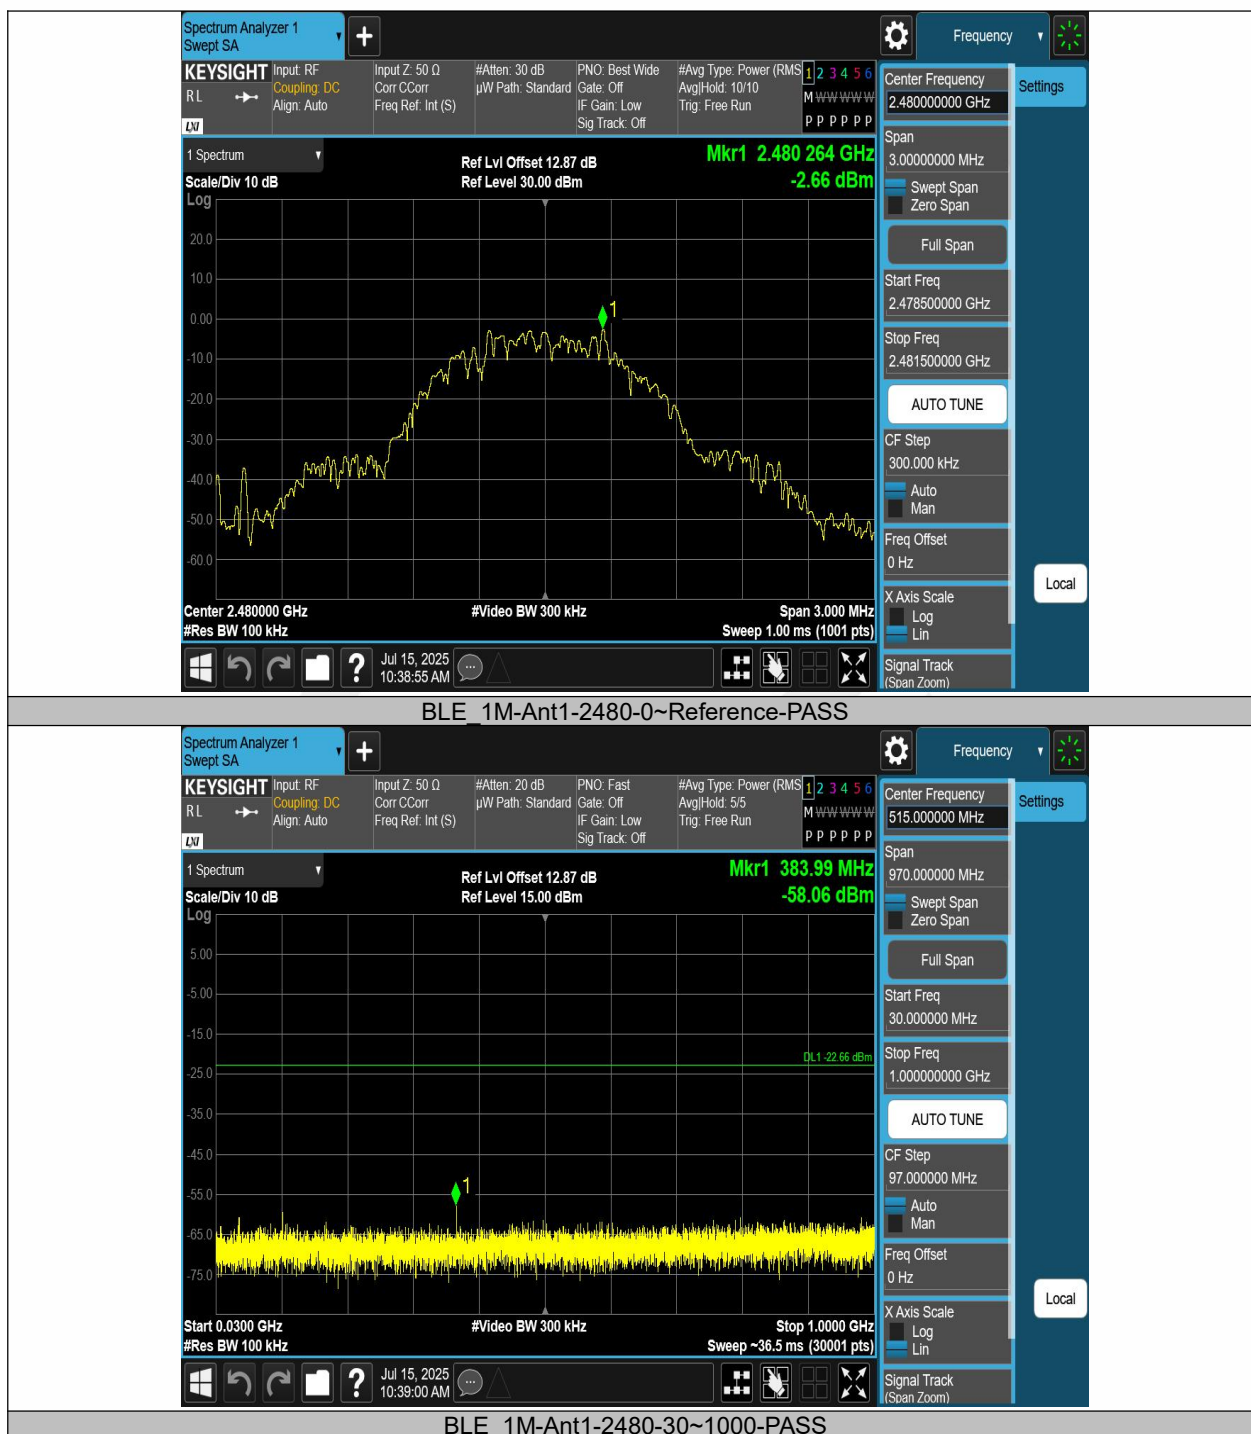 Spectrum Analyzer 1
Swept SA
Frequency
KEYSIGHT
RL
LXI
Input: RF
Coupling: DC
Align: Auto
Input Z: 50 Ω
Corr CCorr
Freq Ref: Int (S)
#Atten: 30 dB
µW Path: Standard
PNO: Best Wide
Gate: Off
IF Gain: Low
Sig Track: Off
#Avg Type: Power (RMS
Avg|Hold: 10/10
Trig: Free Run
1 2 3 4 5 6
M W W W W W
P P P P P P
Center Frequency
2.480000000 GHz
Settings
Span
3.00000000 MHz
Swept Span
Zero Span
Full Span
Start Freq
2.478500000 GHz
Stop Freq
2.481500000 GHz
AUTO TUNE
CF Step
300.000 kHz
Auto
Man
Freq Offset
0 Hz
X Axis Scale
Log
Lin
Signal Track
(Span Zoom)
Local
1 Spectrum
Scale/Div 10 dB
Log
Ref Lvl Offset 12.87 dB
Ref Level 30.00 dBm
Mkr1 2.480 264 GHz
-2.66 dBm
20.0
10.0
0.00
-10.0
-20.0
-30.0
-40.0
-50.0
-60.0
1
Center 2.480000 GHz
#Res BW 100 kHz
#Video BW 300 kHz
Span 3.000 MHz
Sweep 1.00 ms (1001 pts)
?
Jul 15, 2025
10:38:55 AM
BLE_1M-Ant1-2480-0~Reference-PASS
Spectrum Analyzer 1
Swept SA
Frequency
KEYSIGHT
RL
LXI
Input: RF
Coupling: DC
Align: Auto
Input Z: 50 Ω
Corr CCorr
Freq Ref: Int (S)
#Atten: 20 dB
µW Path: Standard
PNO: Fast
Gate: Off
IF Gain: Low
Sig Track: Off
#Avg Type: Power (RMS
Avg|Hold: 5/5
Trig: Free Run
1 2 3 4 5 6
M W W W W W
P P P P P P
Center Frequency
515.000000 MHz
Settings
Span
970.000000 MHz
Swept Span
Zero Span
Full Span
Start Freq
30.000000 MHz
Stop Freq
1.000000000 GHz
AUTO TUNE
CF Step
97.000000 MHz
Auto
Man
Freq Offset
0 Hz
X Axis Scale
Log
Lin
Signal Track
(Span Zoom)
Local
1 Spectrum
Scale/Div 10 dB
Log
Ref Lvl Offset 12.87 dB
Ref Level 15.00 dBm
Mkr1 383.99 MHz
-58.06 dBm
5.00
-5.00
-15.0
-25.0
-35.0
-45.0
-55.0
-65.0
-75.0
DL1 -22.66 dBm
1
Start 0.0300 GHz
#Res BW 100 kHz
#Video BW 300 kHz
Stop 1.0000 GHz
Sweep ~36.5 ms (30001 pts)
?
Jul 15, 2025
10:39:00 AM
BLE_1M-Ant1-2480-30~1000-PASS